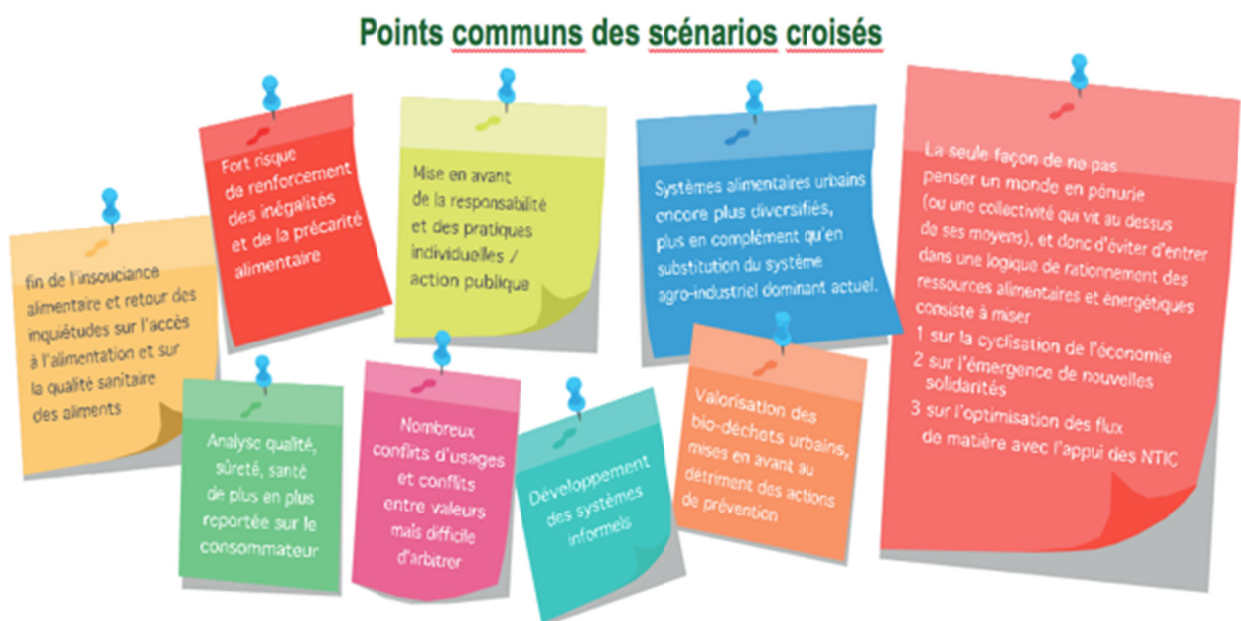 Points communs des scénarios croisés
fin de l'insouciance
alimentaire et retour des
inquiétudes sur l'accès
à l'alimentation et sur
la qualité sanitaire
des aliments
Fort risque
de renforcement
des inégalités
et de la précarité
alimentaire
Mise en avant
de la responsabilité
et des pratiques
individuelles /
action publique
Systèmes alimentaires urbains
encore plus diversifiés,
plus en complément qu'en
substitution du système
agro-industriel dominant actuel.
La seule façon de ne pas
penser un monde en pénurie
(ou une collectivité qui vit au dessus
de ses moyens), et donc d'éviter d'entrer
dans une logique de rationnement des
ressources alimentaires et énergétiques
consiste à miser
1 sur la cyclisation de l'économie
2 sur l'émergence de nouvelles
solidarités
3 sur l'optimisation des flux
de matière avec l'appui des NTIC
Analyse qualité,
sûreté, santé
de plus en plus
reportée sur le
consommateur
Nombreux
conflits d'usages
et conflits
entre valeurs
mais difficile
d'arbitrer
Développement
des systèmes
informels
Valorisation des
bio-déchets urbains,
mises en avant au
détriment des actions
de prévention